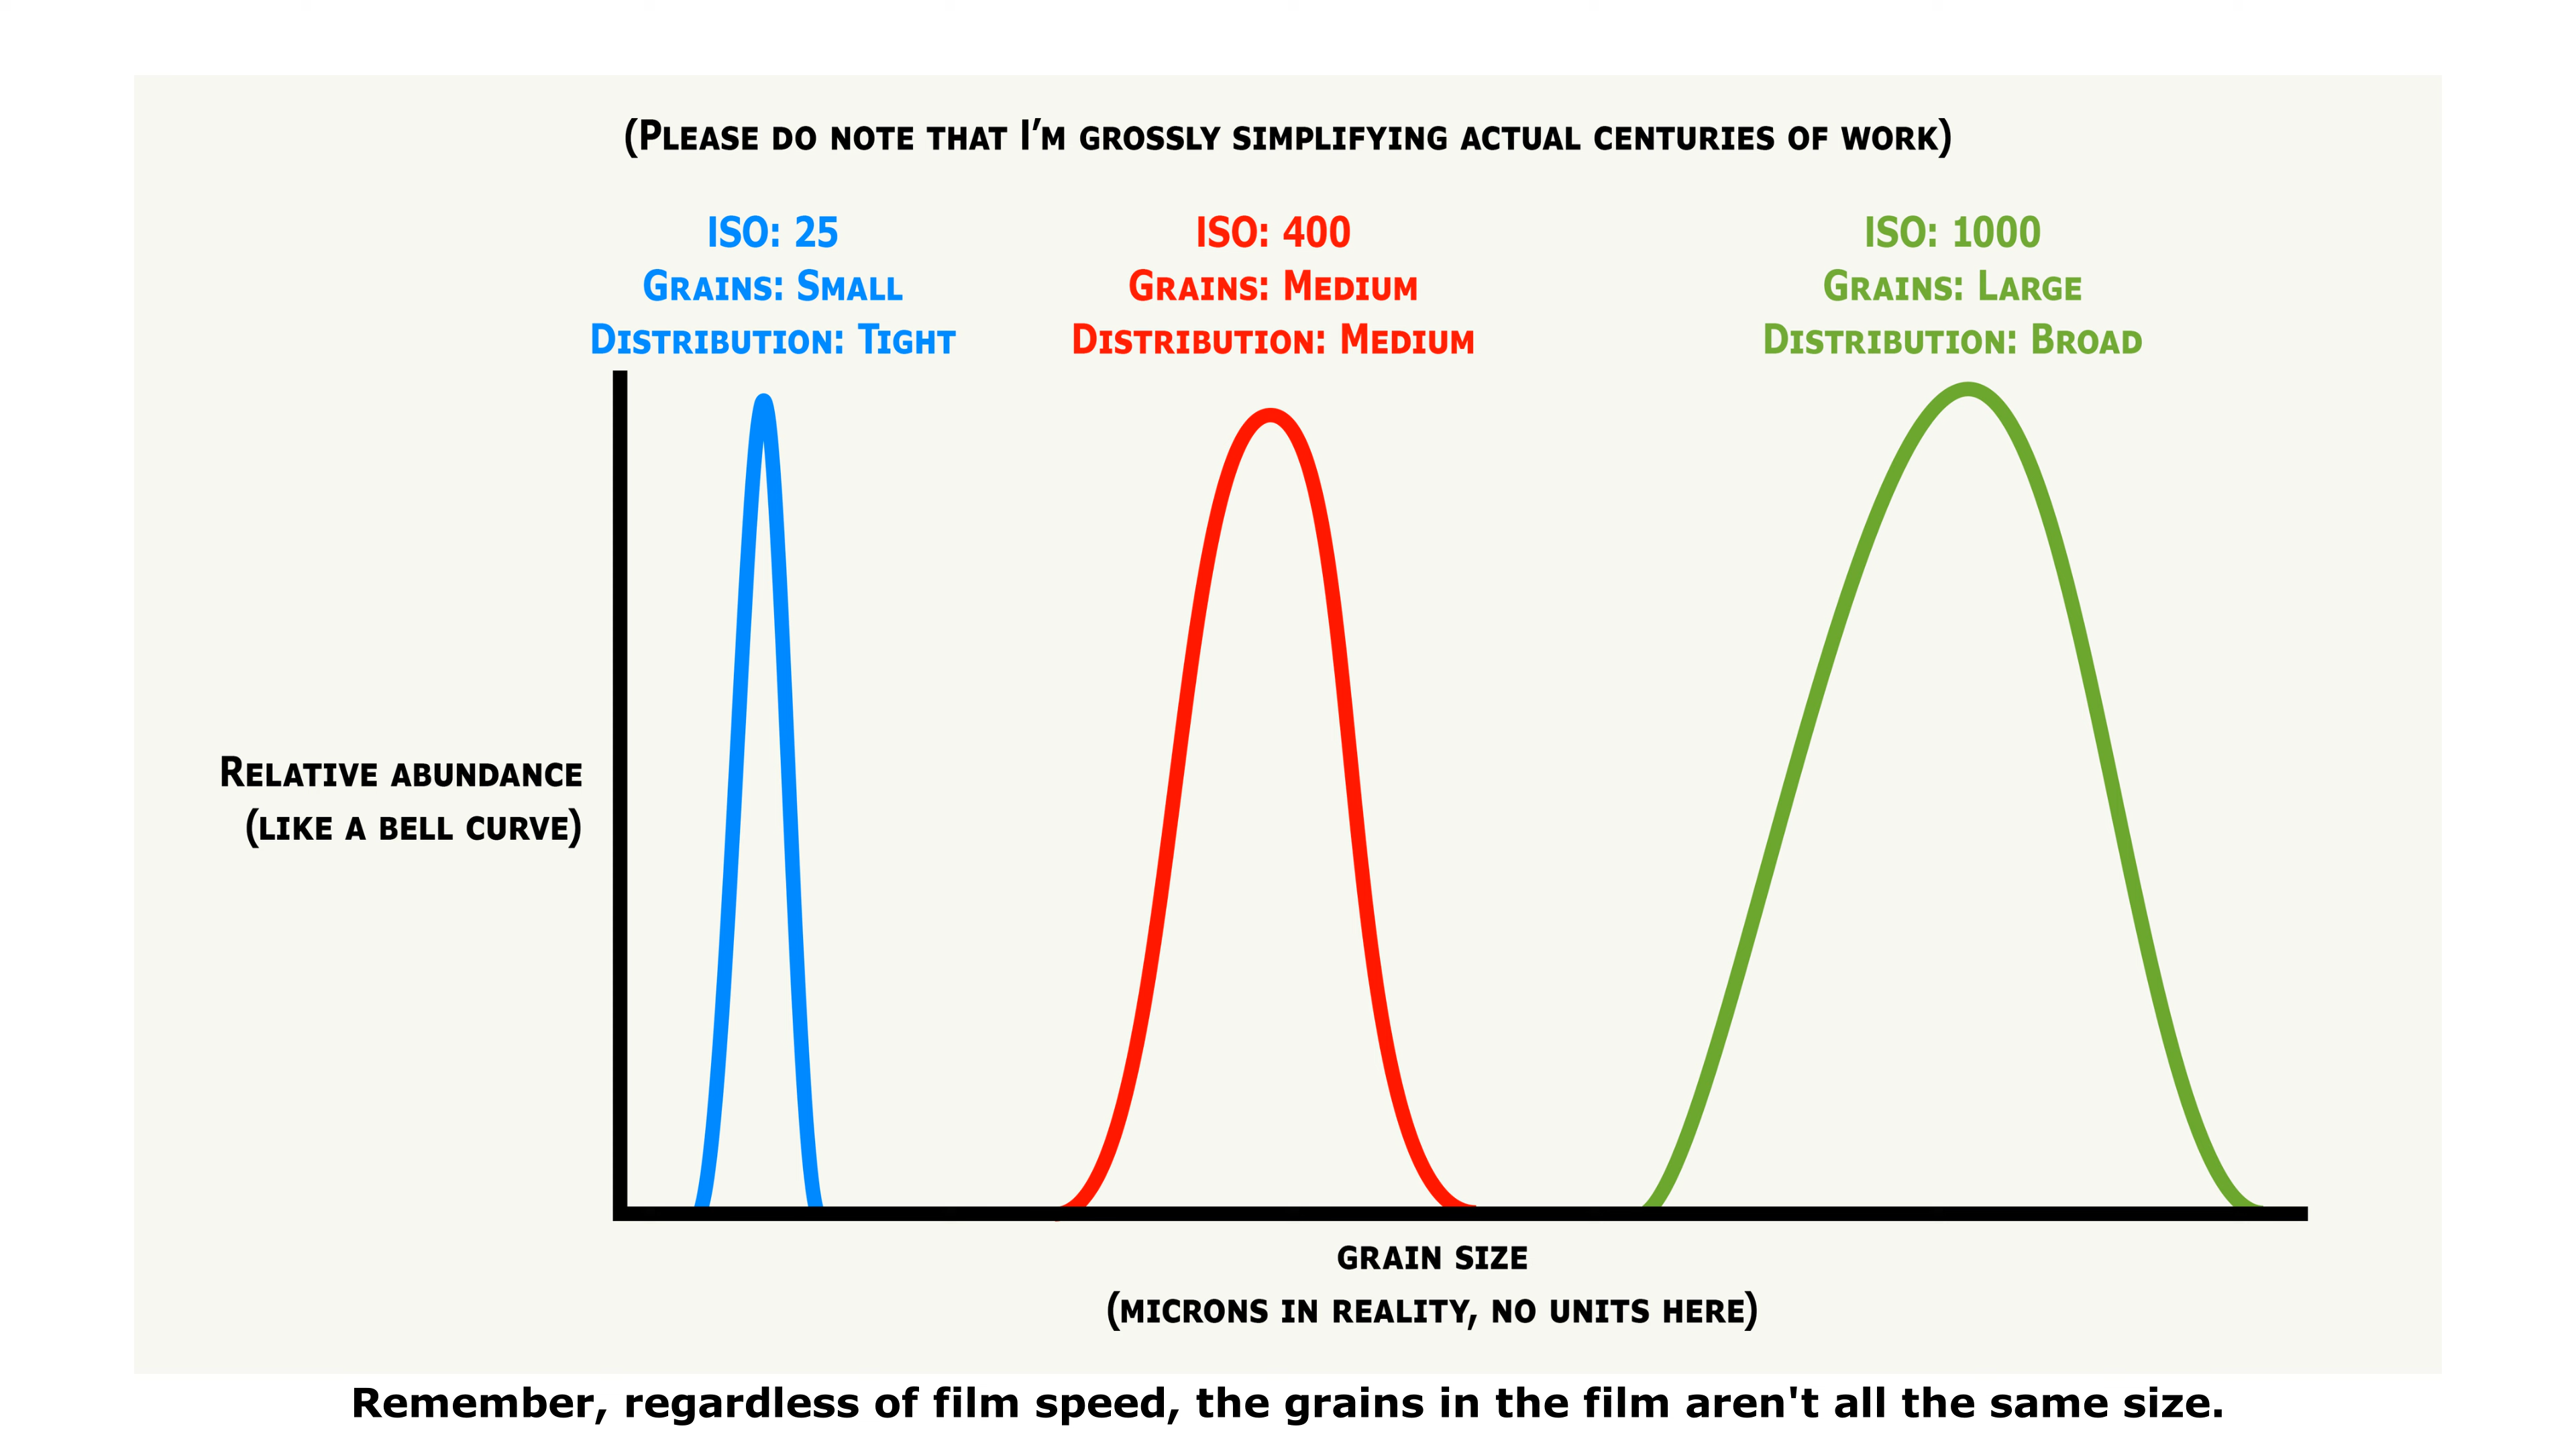 (Please do note that I'm grossly simplifying actual centuries of work)
ISO: 25
Grains: Small
Distribution: Tight
ISO: 400
Grains: Medium
Distribution: Medium
ISO: 1000
Grains: Large
Distribution: Broad
Relative abundance
(like a bell curve)
grain size
(microns in reality, no units here)
Remember, regardless of film speed, the grains in the film aren't all the same size.